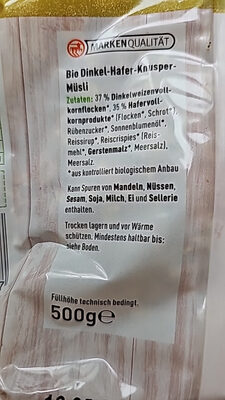 MARKENQUALITÄT
Bio Dinkel-Hafer-Knusper-
Müsli
Zutaten: 37 % Dinkelweizenvoll-
kornflocken*, 35 % Hafervoll-
kornprodukte* (Flocken*, Schrot*),
Rübenzucker*, Sonnenblumenöl*,
Reissirup*, Reiscrispies* (Reis-
mehl*, Gerstenmalz*, Meersalz),
Meersalz.
*aus kontrolliert biologischem Anbau
Kann Spuren von Mandeln, Nüssen,
Sesam, Soja, Milch, Ei und Sellerie
enthalten.
Trocken lagern und vor Wärme
schützen. Mindestens haltbar bis:
siehe Boden.
Füllhöhe technisch bedingt.
500g℮